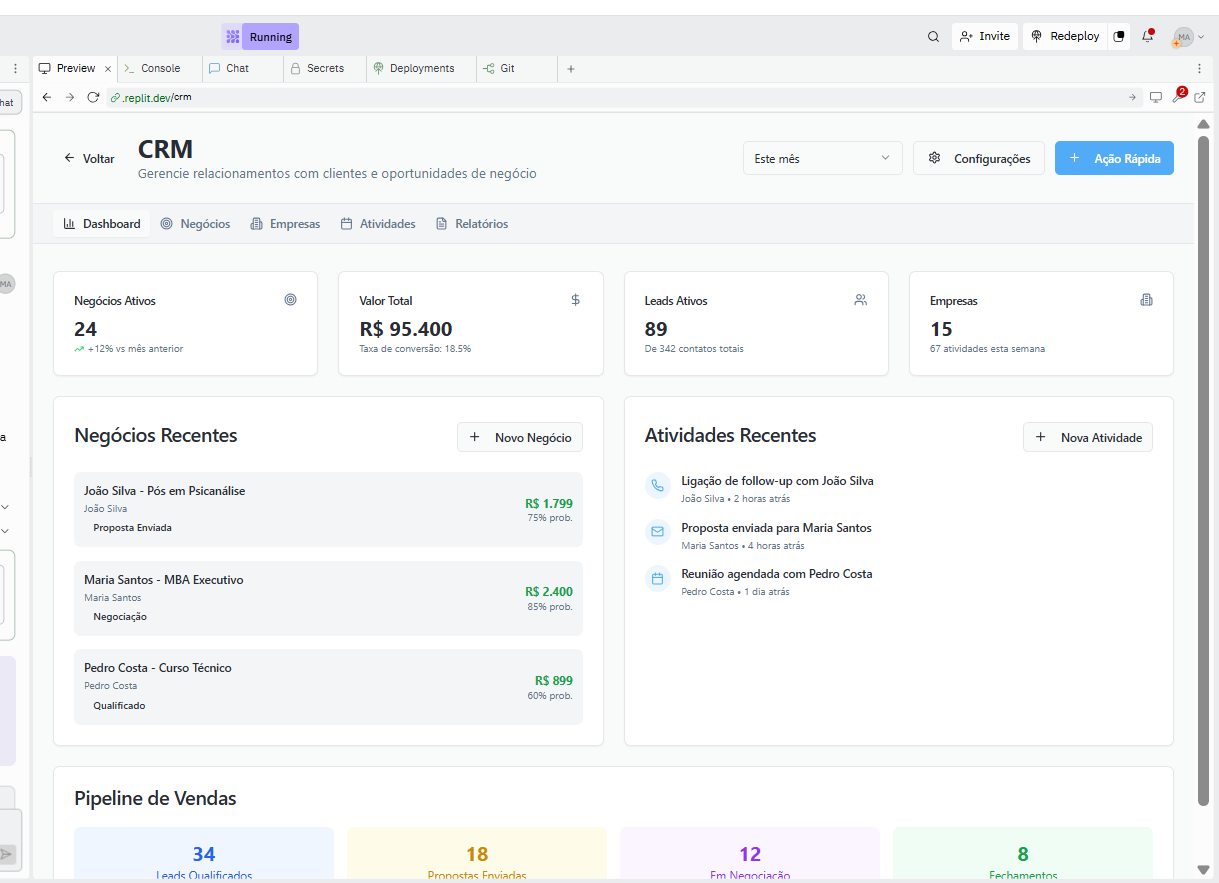 Running
Invite
Redeploy
MA
Preview
Console
Chat
Secrets
Deployments
Git
hat
.replit.dev/crm
2
Voltar
CRM
Gerencie relacionamentos com clientes e oportunidades de negócio
Este mês
Configurações
+ Ação Rápida
Dashboard
Negócios
Empresas
Atividades
Relatórios
MA
Negócios Ativos
24
+12% vs mês anterior
Valor Total
$
R$ 95.400
Taxa de conversão: 18.5%
Leads Ativos
89
De 342 contatos totais
Empresas
15
67 atividades esta semana
a
Negócios Recentes
+ Novo Negócio
João Silva - Pós em Psicanálise
João Silva
Proposta Enviada
R$ 1.799
75% prob.
Maria Santos - MBA Executivo
Maria Santos
Negociação
R$ 2.400
85% prob.
Pedro Costa - Curso Técnico
Pedro Costa
Qualificado
R$ 899
60% prob.
Atividades Recentes
+ Nova Atividade
Ligação de follow-up com João Silva
João Silva • 2 horas atrás
Proposta enviada para Maria Santos
Maria Santos • 4 horas atrás
Reunião agendada com Pedro Costa
Pedro Costa • 1 dia atrás
Pipeline de Vendas
34
Leads Qualificados
18
Propostas Enviadas
12
Em Negociação
8
Fechamentos